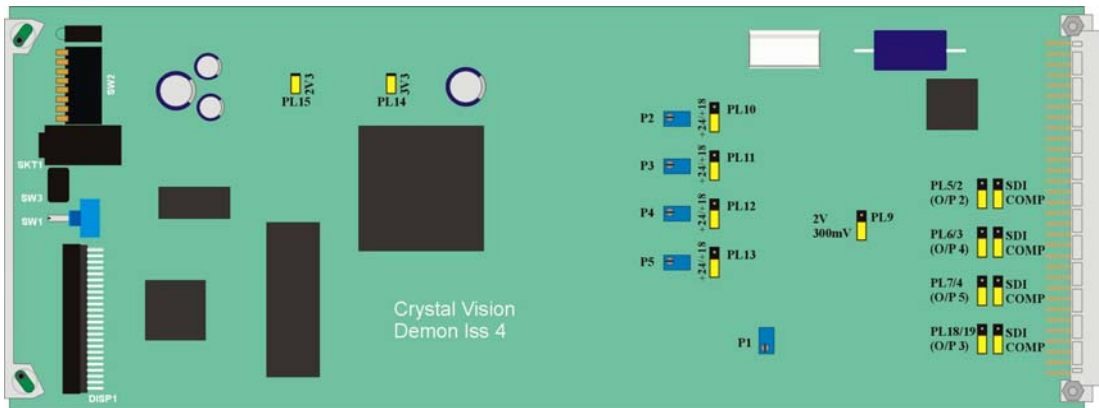 SW2
SKT1
SW3
SW1
DISP1
2V3
PL15
3V3
PL14
Crystal Vision
Demon Iss 4
P2
+24/+18
PL10
P3
+24/+18
PL11
P4
+24/+18
PL12
P5
+24/+18
PL13
P1
2V
300mV
PL9
PL5/2
(O/P 2)
SDI
COMP
PL6/3
(O/P 4)
SDI
COMP
PL7/4
(O/P 5)
SDI
COMP
PL18/19
(O/P 3)
SDI
COMP